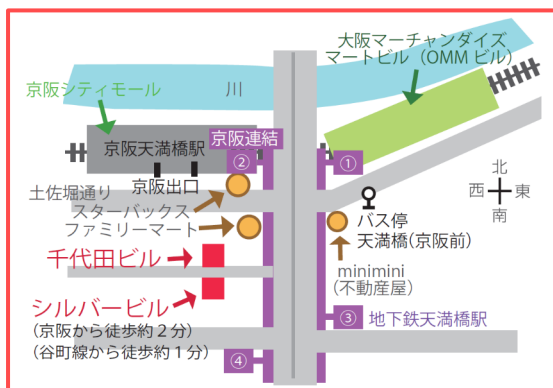 大阪マーチャンダイズ
マートビル（OMMビル）
京阪シティモール
川
京阪天満橋駅
京阪連結
②
①
京阪出口
土佐堀通り
スターバックス
ファミリーマート
北
西 東
南
バス停
天満橋(京阪前)
千代田ビル
minimini
(不動産屋)
シルバービル
(京阪から徒歩約２分)
(谷町線から徒歩約１分)
③ 地下鉄天満橋駅
④